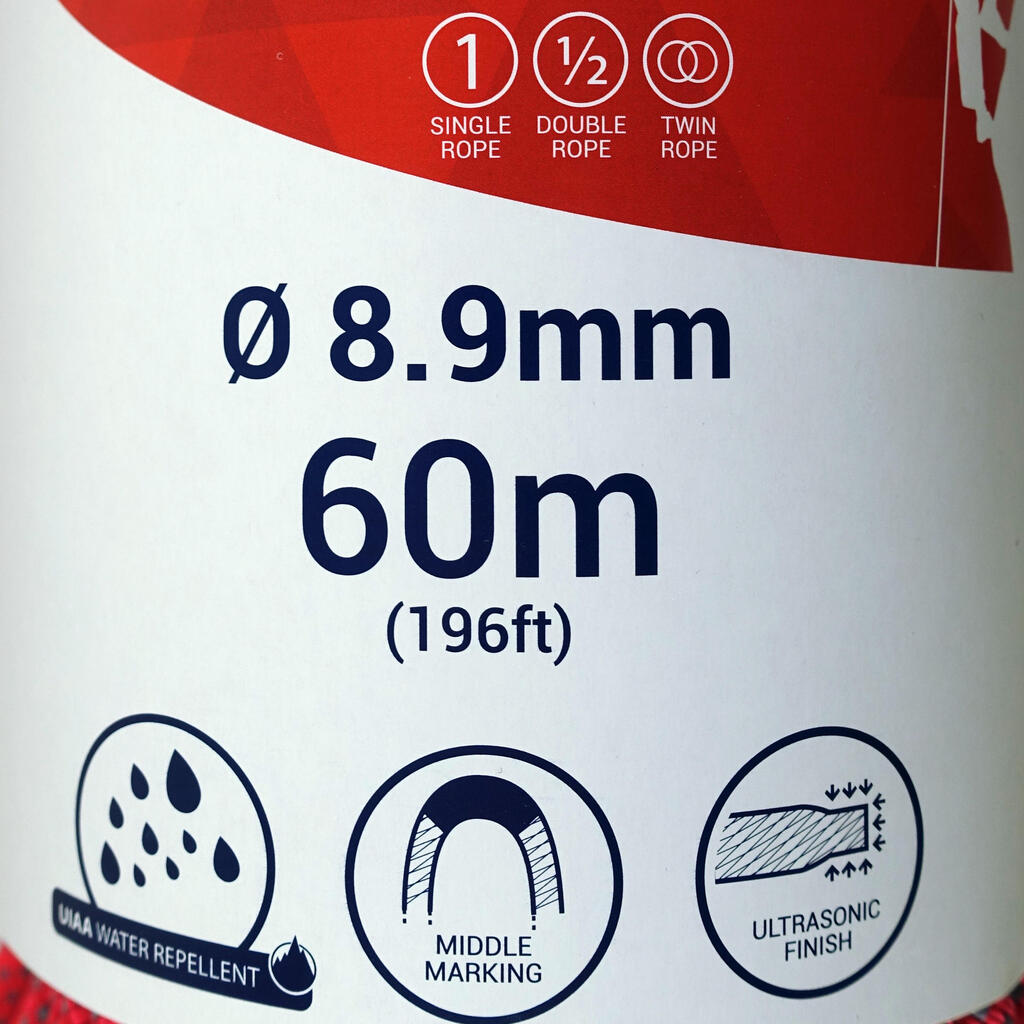 1 1/2
SINGLE ROPE
DOUBLE ROPE
TWIN ROPE
Ø 8.9mm
60m
(196ft)
UIAA WATER REPELLENT
MIDDLE
MARKING
ULTRASONIC
FINISH